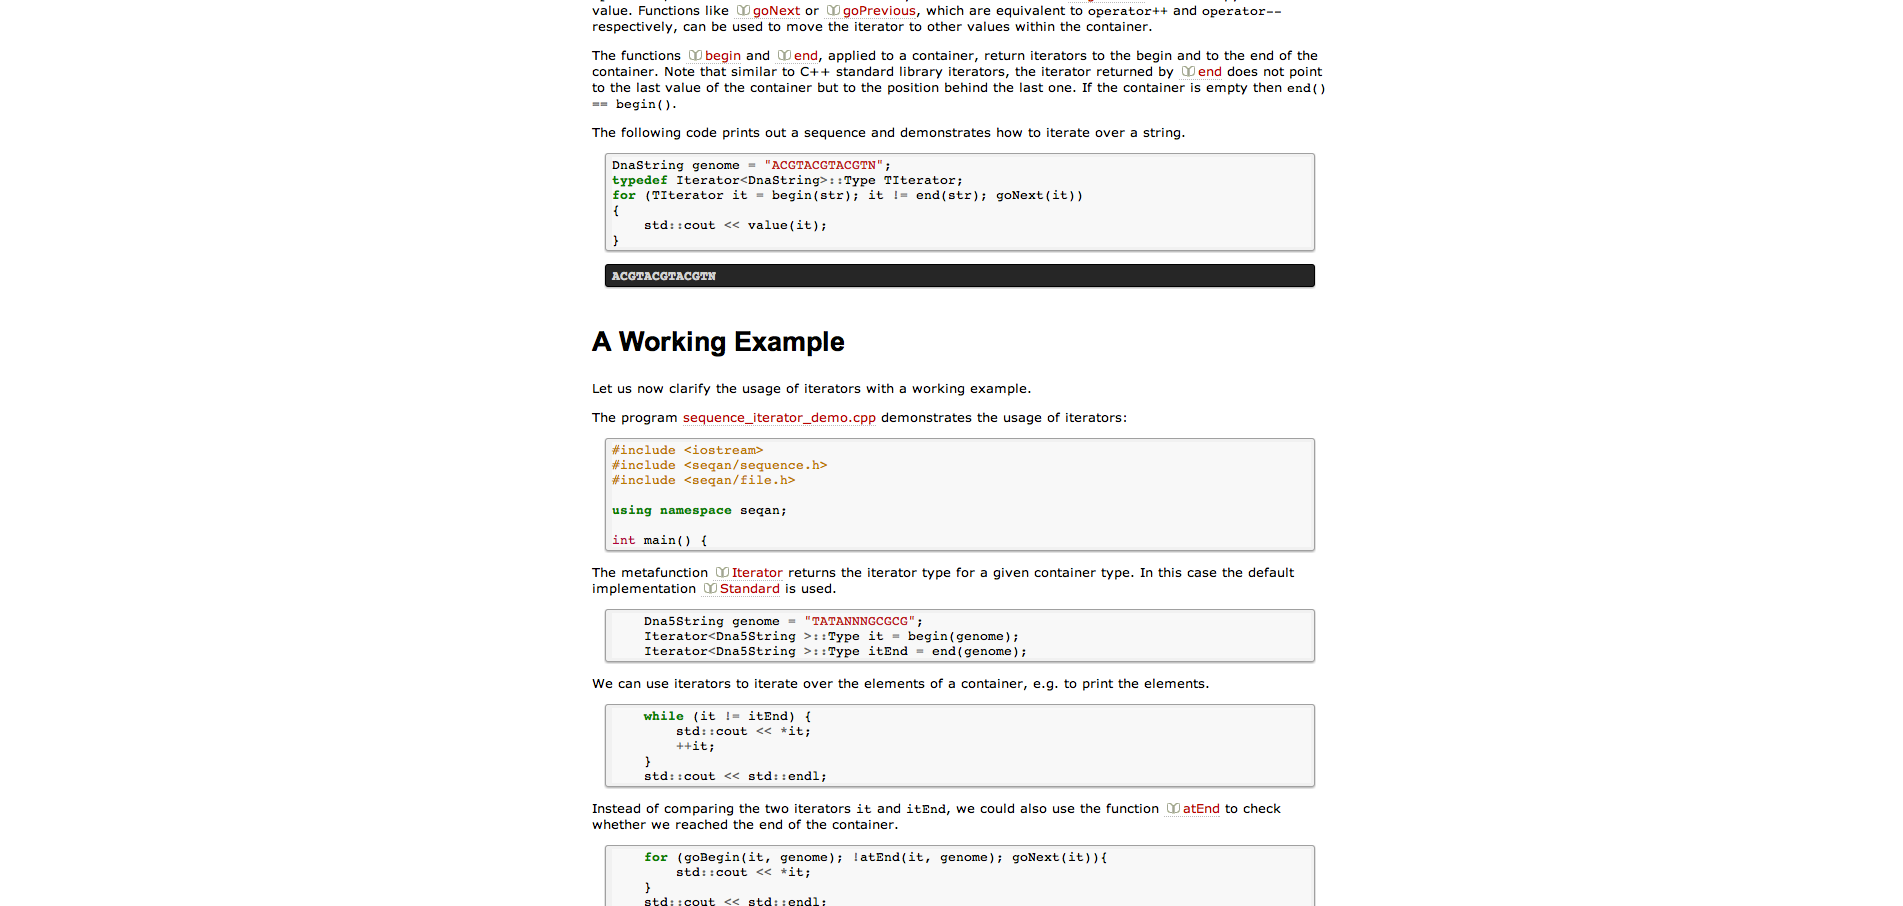 value. Functions like goNext or goPrevious, which are equivalent to operator++ and operator--
respectively, can be used to move the iterator to other values within the container.
The functions begin and end, applied to a container, return iterators to the begin and to the end of the
container. Note that similar to C++ standard library iterators, the iterator returned by end does not point
to the last value of the container but to the position behind the last one. If the container is empty then end()
== begin().
The following code prints out a sequence and demonstrates how to iterate over a string.
DnaString genome = "ACGTACGTACGTN";
typedef Iterator<DnaString>::Type TIterator;
for (TIterator it = begin(str); it != end(str); goNext(it))
{
    std::cout << value(it);
}
ACGTACGTACGTN
A Working Example
Let us now clarify the usage of iterators with a working example.
The program sequence_iterator_demo.cpp demonstrates the usage of iterators:
#include <iostream>
#include <seqan/sequence.h>
#include <seqan/file.h>
using namespace seqan;
int main() {
The metafunction Iterator returns the iterator type for a given container type. In this case the default
implementation Standard is used.
    Dna5String genome = "TATANNNGCGCG";
    Iterator<Dna5String >::Type it = begin(genome);
    Iterator<Dna5String >::Type itEnd = end(genome);
We can use iterators to iterate over the elements of a container, e.g. to print the elements.
    while (it != itEnd) {
        std::cout << *it;
        ++it;
    }
    std::cout << std::endl;
Instead of comparing the two iterators it and itEnd, we could also use the function atEnd to check
whether we reached the end of the container.
    for (goBegin(it, genome); !atEnd(it, genome); goNext(it)){
        std::cout << *it;
    }
    std::cout << std::endl;